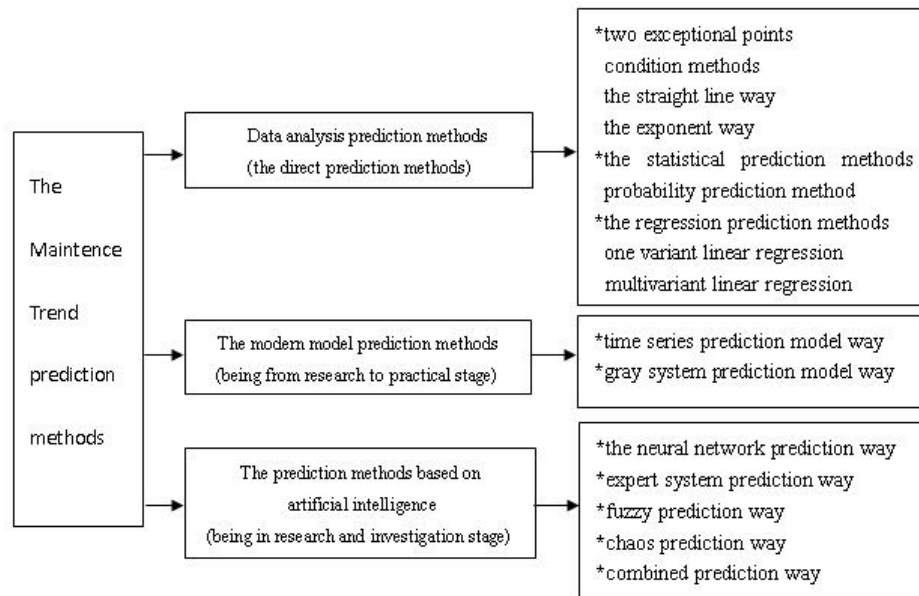 The
Maintence
Trend
prediction
methods
Data analysis prediction methods
(the direct prediction methods)
*two exceptional points
condition methods
the straight line way
the exponent way
*the statistical prediction methods
probability prediction method
*the regression prediction methods
one variant linear regression
multivariant linear regression
The modern model prediction methods
(being from research to practical stage)
*time series prediction model way
*gray system prediction model way
The prediction methods based on
artificial intelligence
(being in research and investigation stage)
*the neural network prediction way
*expert system prediction way
*fuzzy prediction way
*chaos prediction way
*combined prediction way